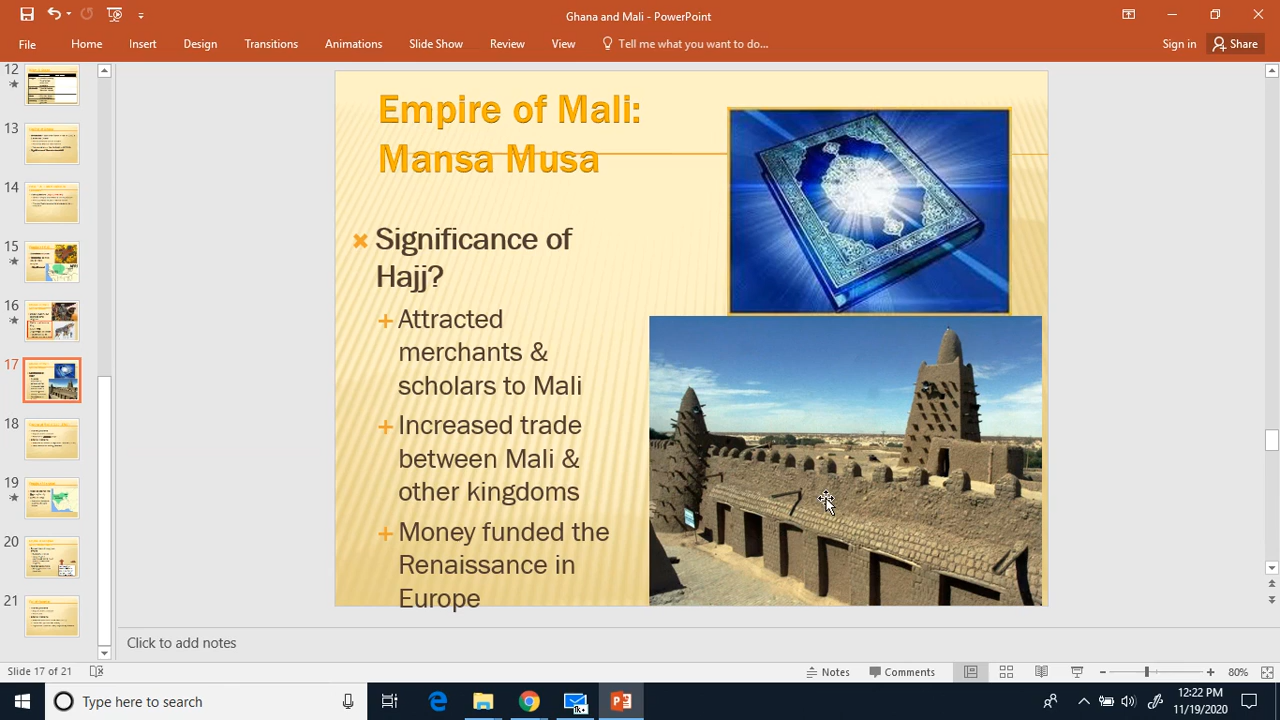 Ghana and Mali - PowerPoint
File Home Insert Design Transitions Animations Slide Show Review View Tell me what you want to do... Sign in Share
12
13
14
15
16
17
18
19
20
21
Empire of Mali:
Mansa Musa
Significance of
Hajj?
Attracted
merchants &
scholars to Mali
Increased trade
between Mali &
other kingdoms
Money funded the
Renaissance in
Europe
Click to add notes
Slide 17 of 21 Notes Comments 80%
Type here to search 1K+ 12:22 PM
11/19/2020